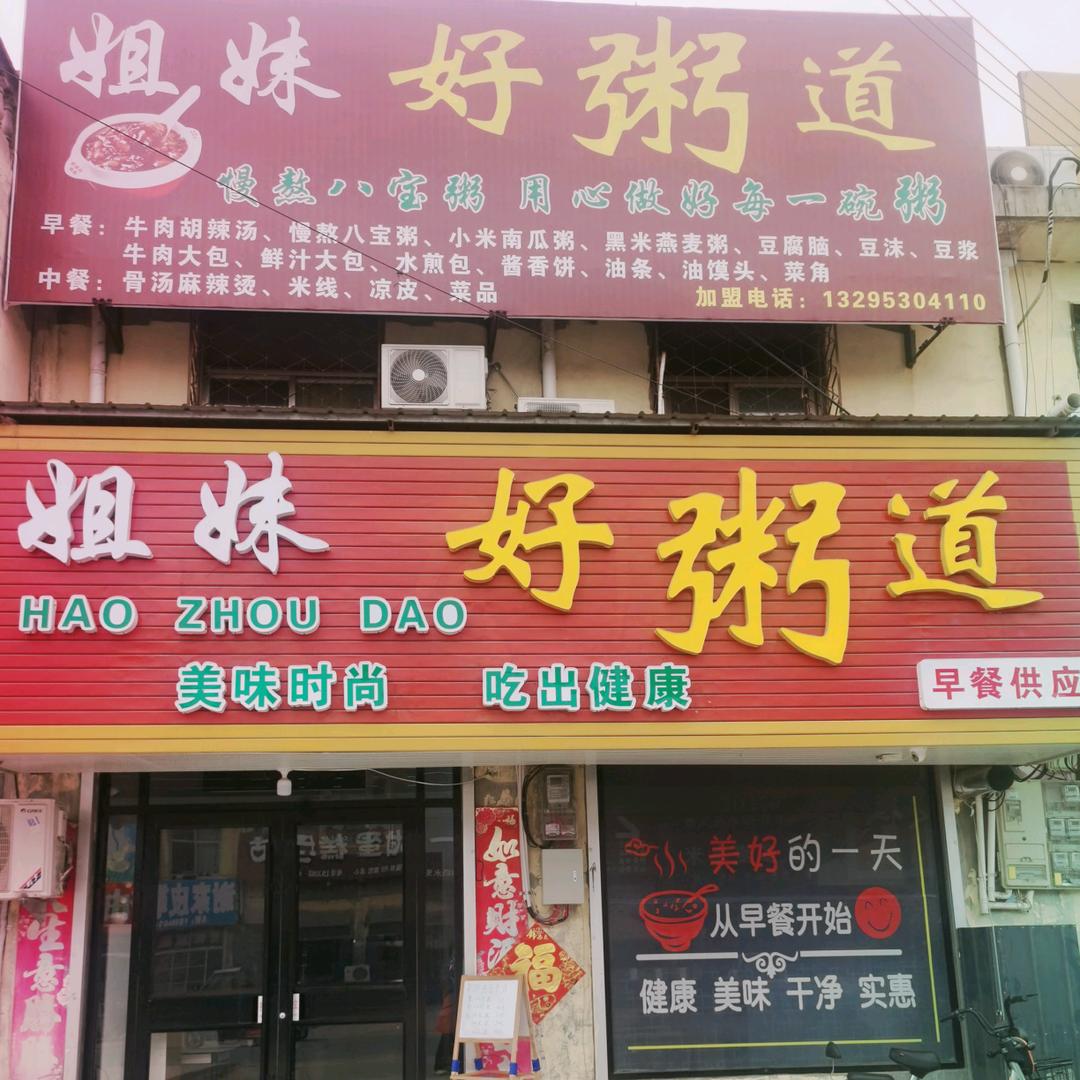 姐妹 好粥道
慢熬八宝粥 用心做好每一碗粥
早餐：牛肉胡辣汤、慢熬八宝粥、小米南瓜粥、黑米燕麦粥、豆腐脑、豆沫、豆浆
牛肉大包、鲜汁大包、水煎包、酱香饼、油条、油馍头、菜角
中餐：骨汤麻辣烫、米线、凉皮、菜品
加盟电话：13295304110
姐妹 好粥道
HAO ZHOU DAO
美味时尚 吃出健康
早餐供应
如意财源
福
生意
美好的一天
从早餐开始
健康 美味 干净 实惠